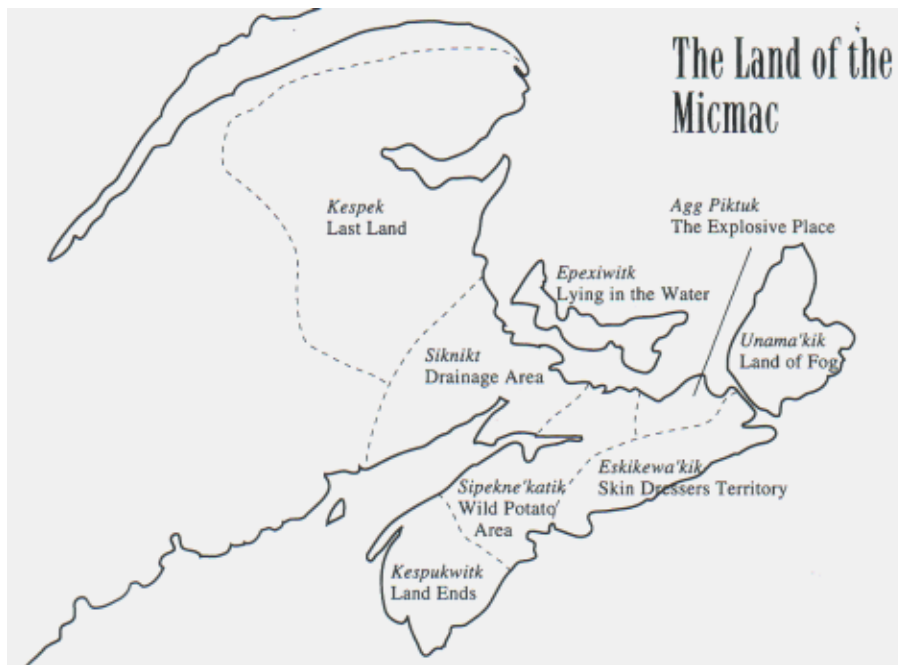 The Land of the
Micmac
Agg Piktuk
The Explosive Place
Kespek
Last Land
Epexiwitk
Lying in the Water
Unama'kik
Land of Fog
Siknikt
Drainage Area
Eskikewa'kik
Skin Dressers Territory
Sipekne'katik
Wild Potato
Area
Kespukwitk
Land Ends